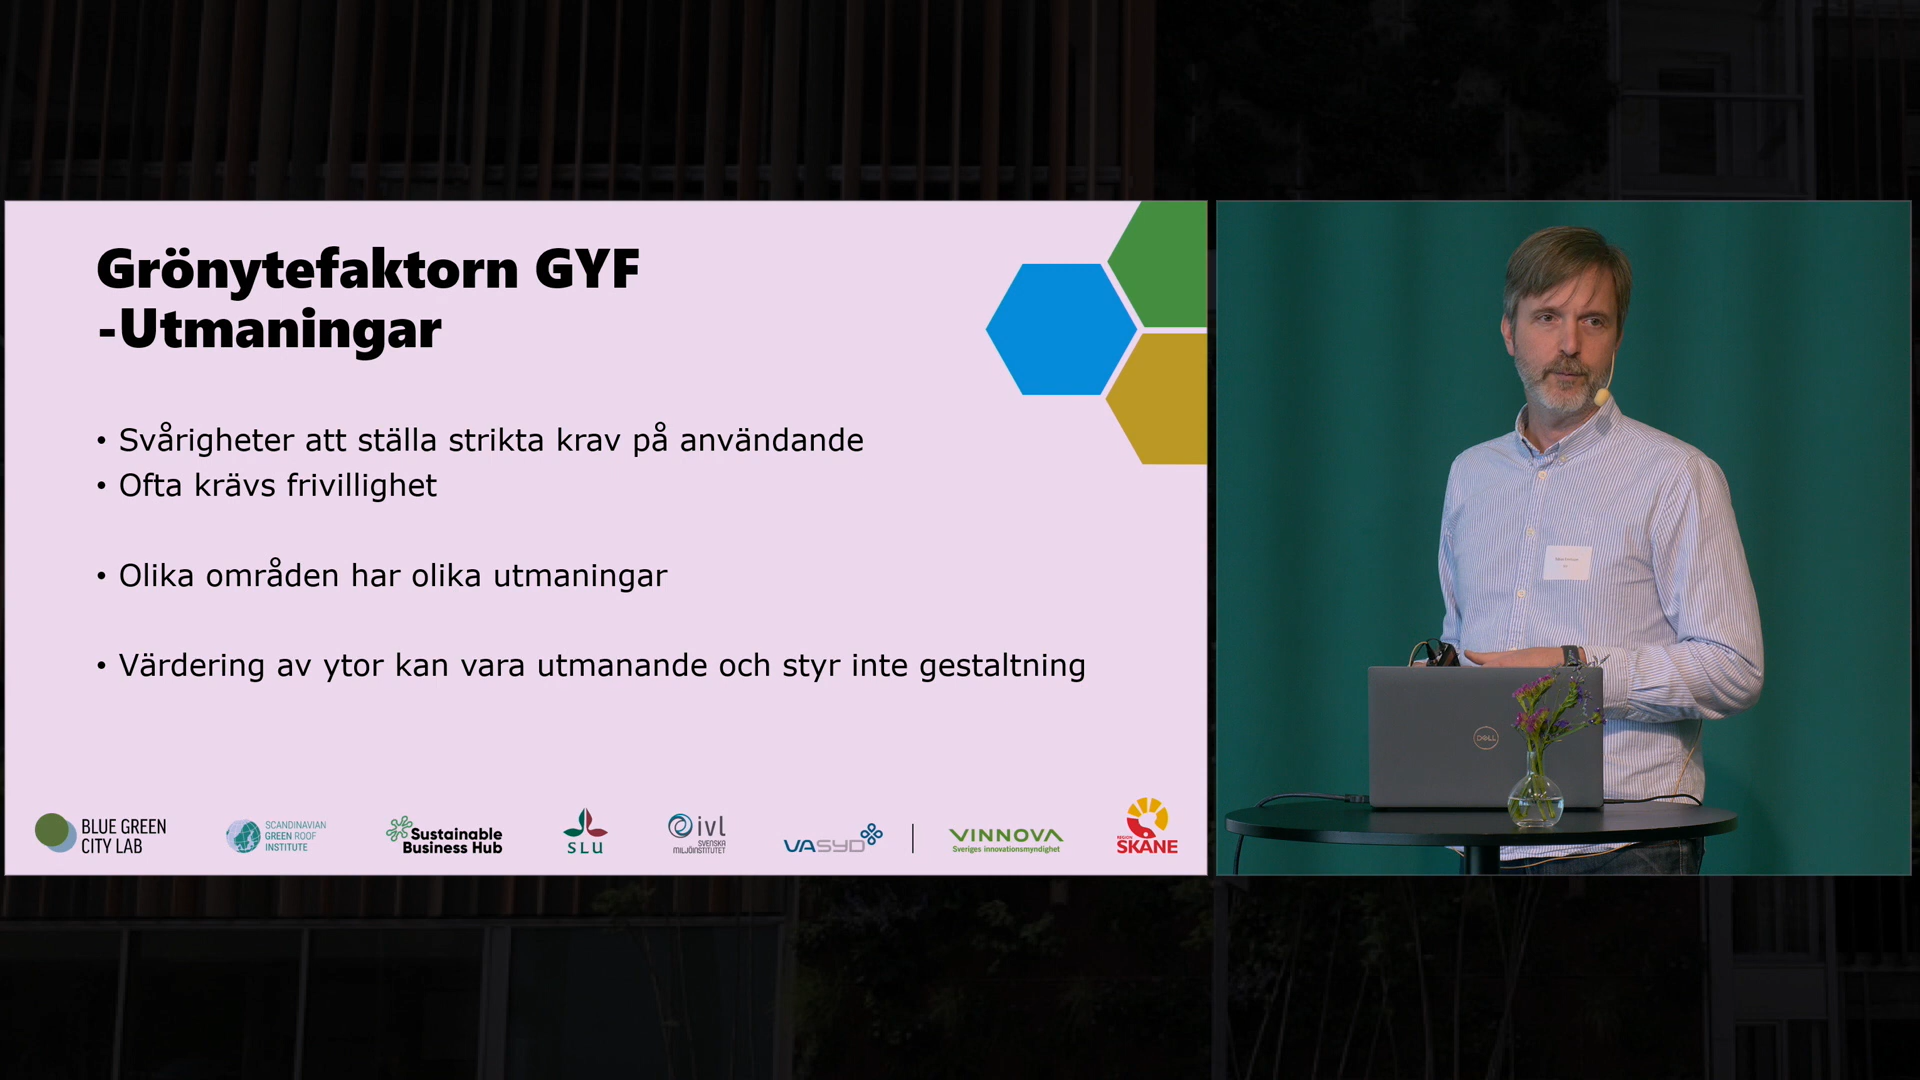 Grönytefaktorn GYF
-Utmaningar
• Svårigheter att ställa strikta krav på användande
• Ofta krävs frivillighet
• Olika områden har olika utmaningar
• Värdering av ytor kan vara utmanande och styr inte gestaltning
BLUE GREEN
CITY LAB
SCANDINAVIAN
GREEN ROOF
INSTITUTE
Sustainable
Business Hub
SLU
ivl
SVENSKA
MILJÖINSTITUTET
VASYD
VINNOVA
Sveriges innovationsmyndighet
REGION
SKÅNE
DELL